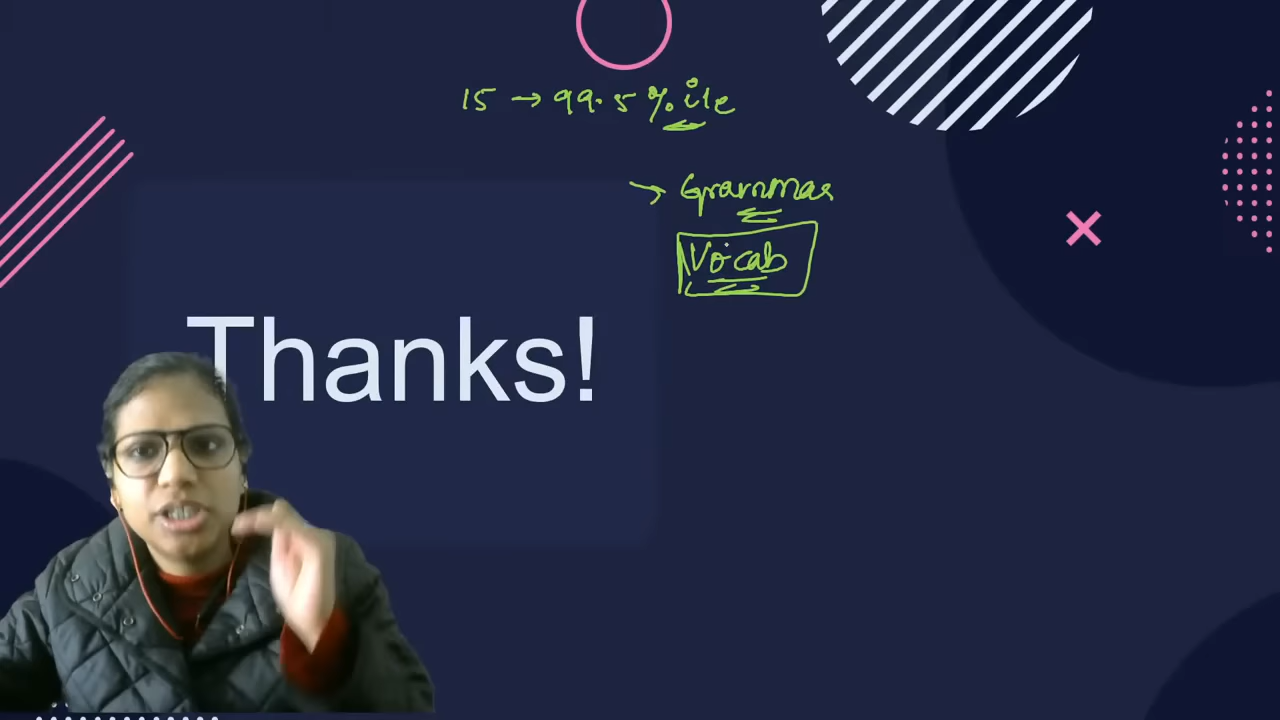 15 → 99.5%ile
→ Grammar
Vocab
Thanks!